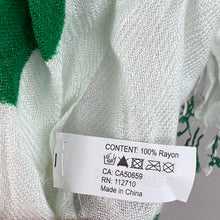 CONTENT: 100% Rayon
CA: CA50659
RN: 112710
Made in China